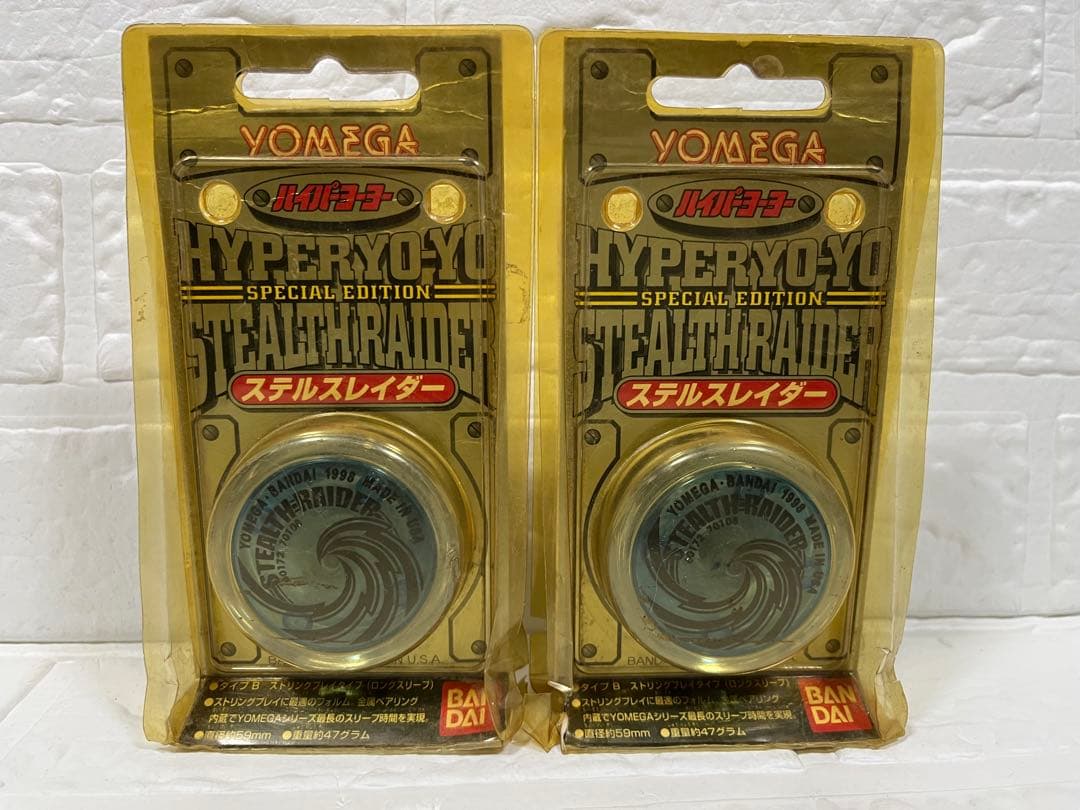 YOMEGA
ハイパーヨーヨー
HYPER YO-YO
SPECIAL EDITION
STEALTH RAIDER
ステルスレイダー
YOMEGA・BANDAI 1998 MADE IN USA
STEALTH-RAIDER
00172 70108
U.S.A
●タイプB ストリングプレイタイプ(ロングスリープ)
●ストリングプレイに最適のフォルム。金属ベアリング
内蔵でYOMEGAシリーズ最長のスリープ時間を実現。
●直径約59mm ●重量約47グラム
BAN
DAI
YOMEGA
ハイパーヨーヨー
HYPER YO-YO
SPECIAL EDITION
STEALTH RAIDER
ステルスレイダー
YOMEGA・BANDAI 1998 MADE IN USA
STEALTH-RAIDER
00172 70108
U.S.A.
●タイプB ストリングプレイタイプ(ロングスリープ)
●ストリングプレイに最適のフォルム。金属ベアリング
内蔵でYOMEGAシリーズ最長のスリープ時間を実現。
●直径約59mm ●重量約47グラム
BAN
DAI